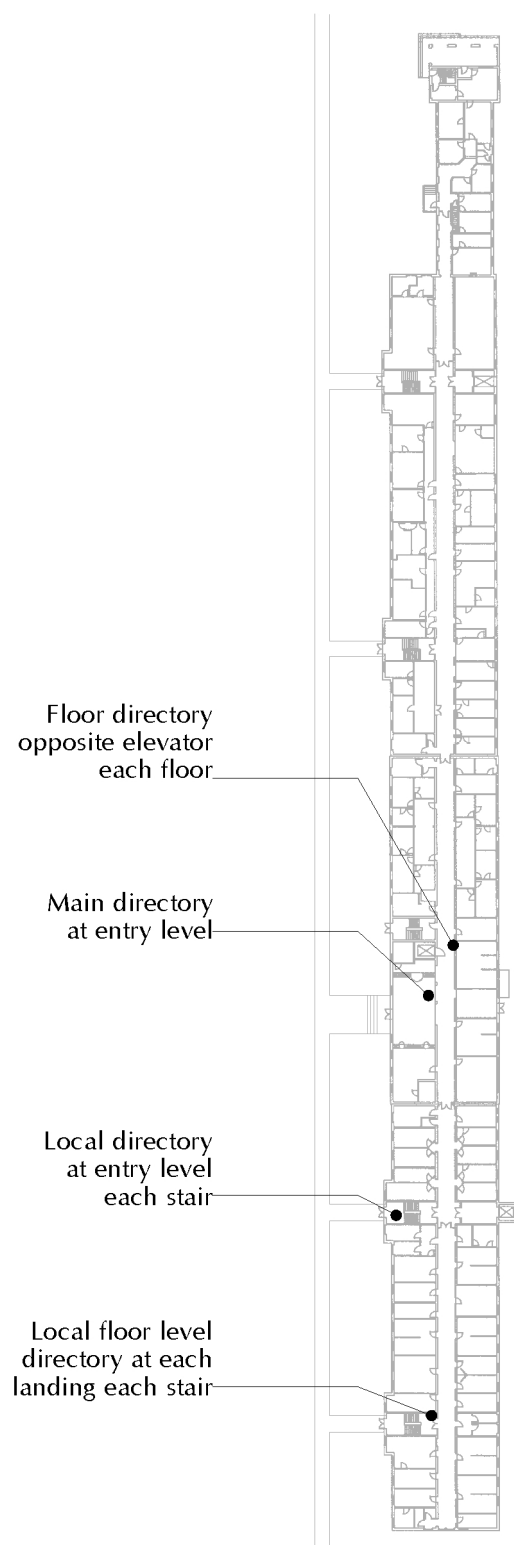 Floor directory
opposite elevator
each floor
Main directory
at entry level
Local directory
at entry level
each stair
Local floor level
directory at each
landing each stair